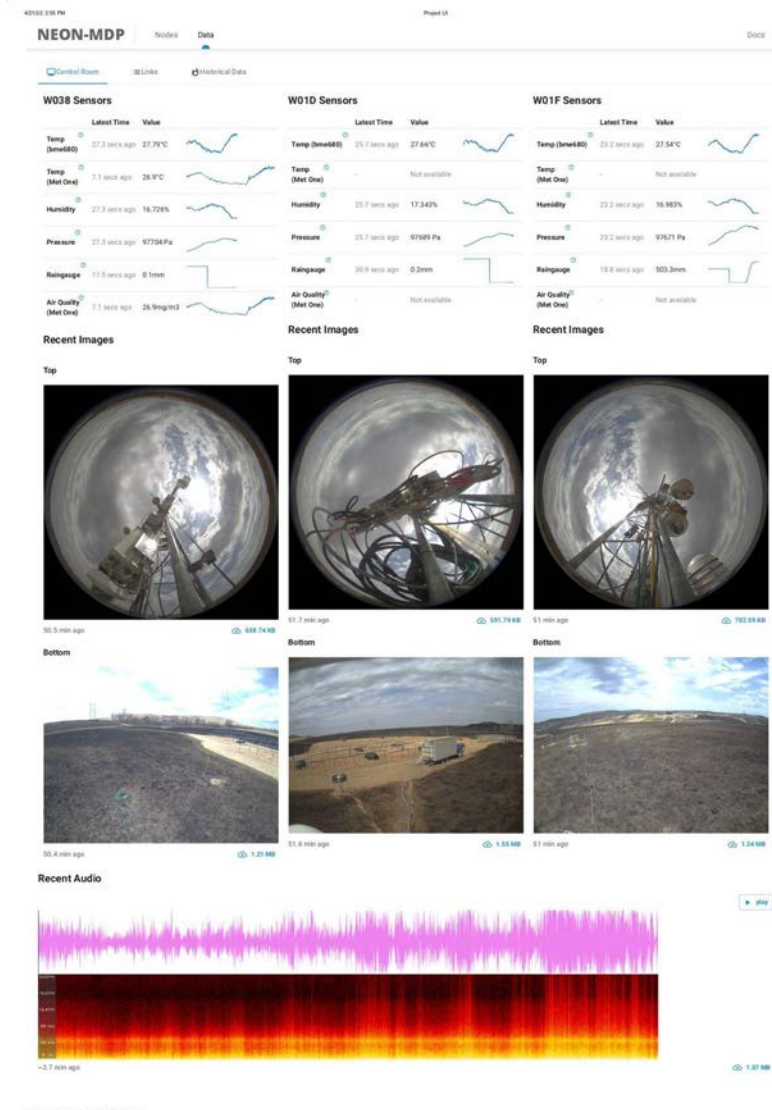 4/21/22, 2:55 PM
Project UI
NEON-MDP Nodes Data Docs
Control Room Links Historical Data
W038 Sensors
Latest Time Value
Temp (bme680) 27.3 secs ago 27.79°C
Temp (Met One) 7.1 secs ago 26.9°C
Humidity 27.3 secs ago 16.726%
Pressure 27.3 secs ago 97704 Pa
Raingauge 17.5 secs ago 0.1mm
Air Quality (Met One) 7.1 secs ago 26.9mg/m3
Recent Images
Top
50.5 min ago 638.74 KB
Bottom
50.4 min ago 1.21 MB
W01D Sensors
Latest Time Value
Temp (bme680) 25.7 secs ago 27.66°C
Temp (Met One) - Not available
Humidity 25.7 secs ago 17.343%
Pressure 25.7 secs ago 97689 Pa
Raingauge 30.9 secs ago 0.2mm
Air Quality (Met One) - Not available
Recent Images
Top
51.7 min ago 591.79 KB
Bottom
51.6 min ago 1.55 MB
W01F Sensors
Latest Time Value
Temp (bme680) 23.2 secs ago 27.54°C
Temp (Met One) - Not available
Humidity 23.2 secs ago 16.983%
Pressure 23.2 secs ago 97671 Pa
Raingauge 18.8 secs ago 503.3mm
Air Quality (Met One) - Not available
Recent Images
Top
51 min ago 702.59 KB
Bottom
51 min ago 1.34 MB
Recent Audio
play
~2.7 min ago 1.07 MB